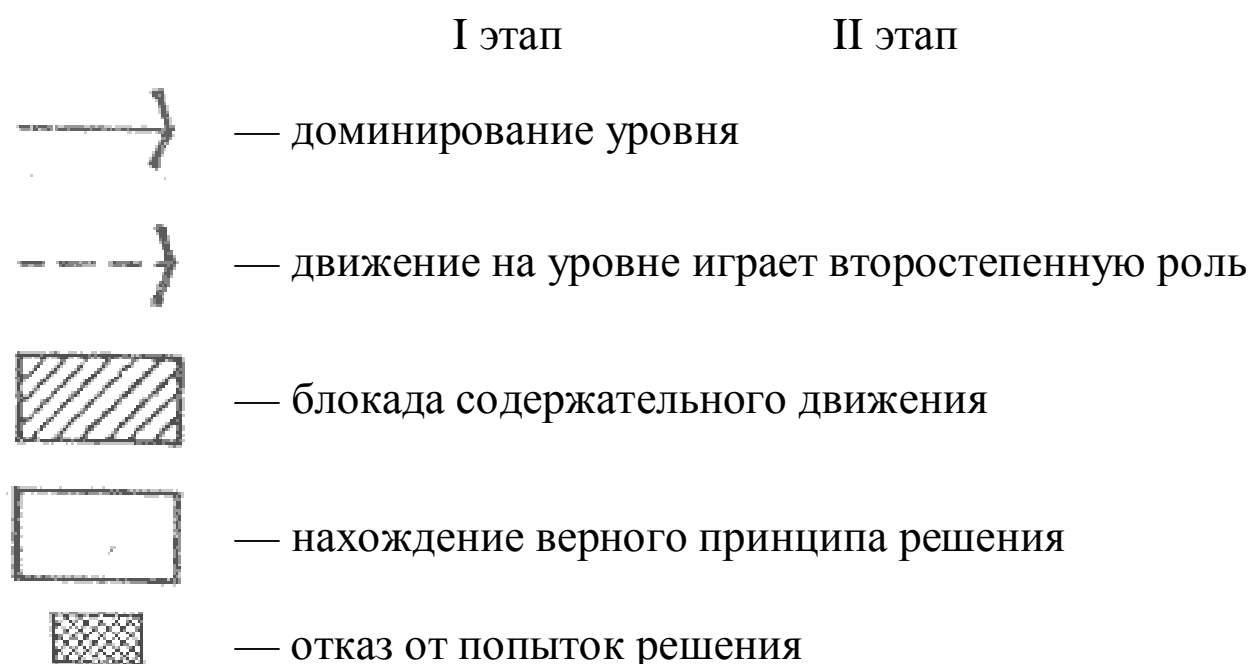 I этап II этап
— доминирование уровня
— движение на уровне играет второстепенную роль
— блокада содержательного движения
— нахождение верного принципа решения
— отказ от попыток решения